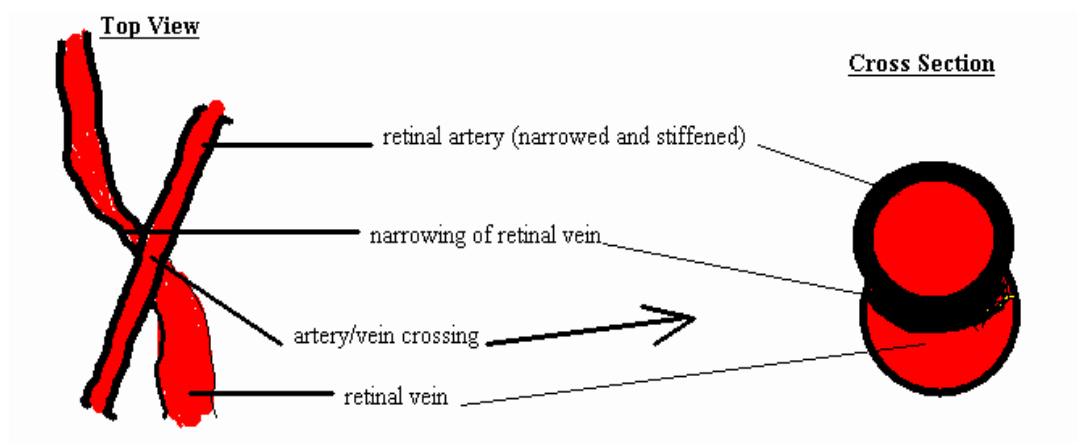 Top View
Cross Section
retinal artery (narrowed and stiffened)
narrowing of retinal vein
artery/vein crossing
retinal vein